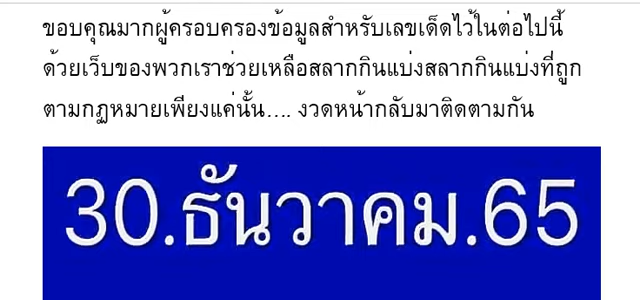 ขอบคุณมากผู้ครอบครองข้อมูลสำหรับเลขเด็ดไว้ในต่อไปนี้
ด้วยเว็บของพวกเราช่วยเหลือสลากกินแบ่งสลากกินแบ่งที่ถูก
ตามกฏหมายเพียงแค่นั้น.... งวดหน้ากลับมาติดตามกัน
30.ธันวาคม.65